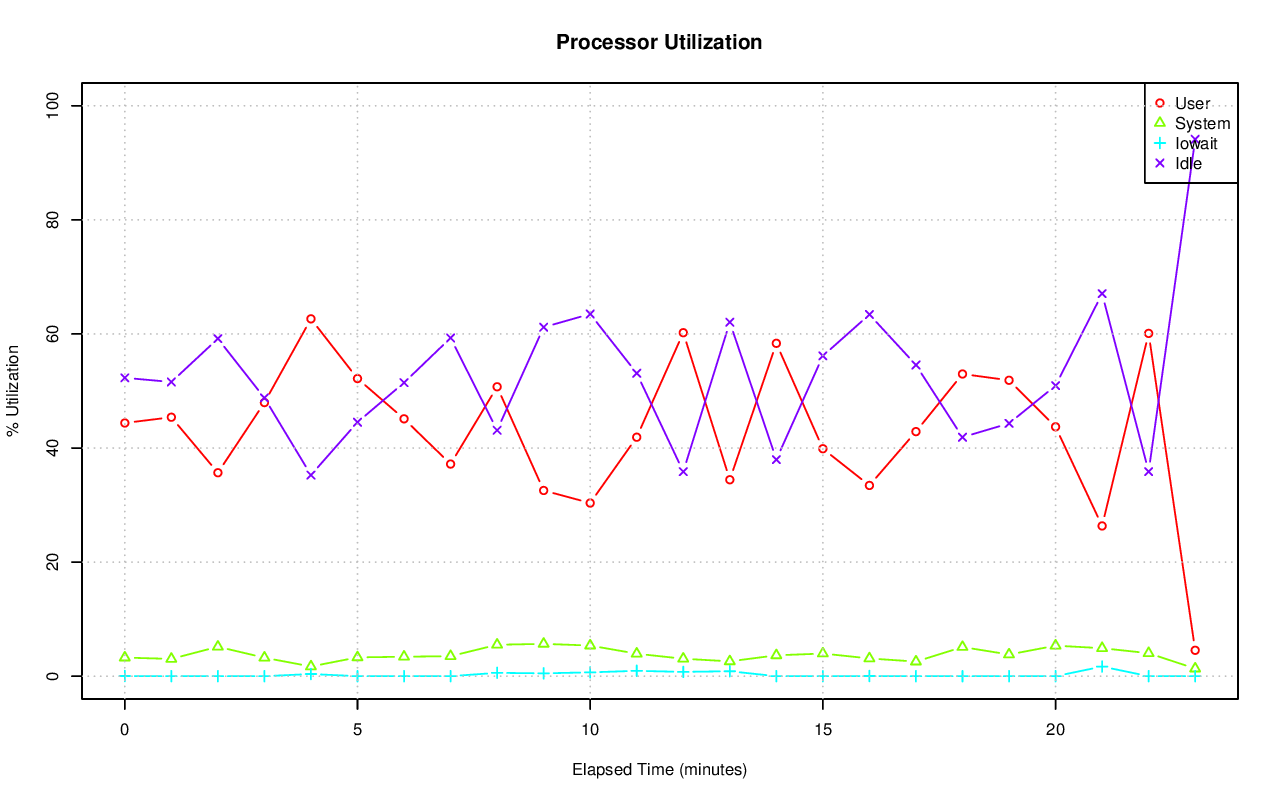 Processor Utilization
% Utilization
100
80
60
40
20
0
User
System
Iowait
Idle
0 5 10 15 20
Elapsed Time (minutes)